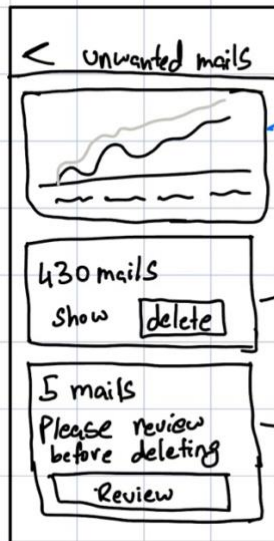 < unwanted mails
430 mails
Show delete
5 mails
Please review
before deleting
Review